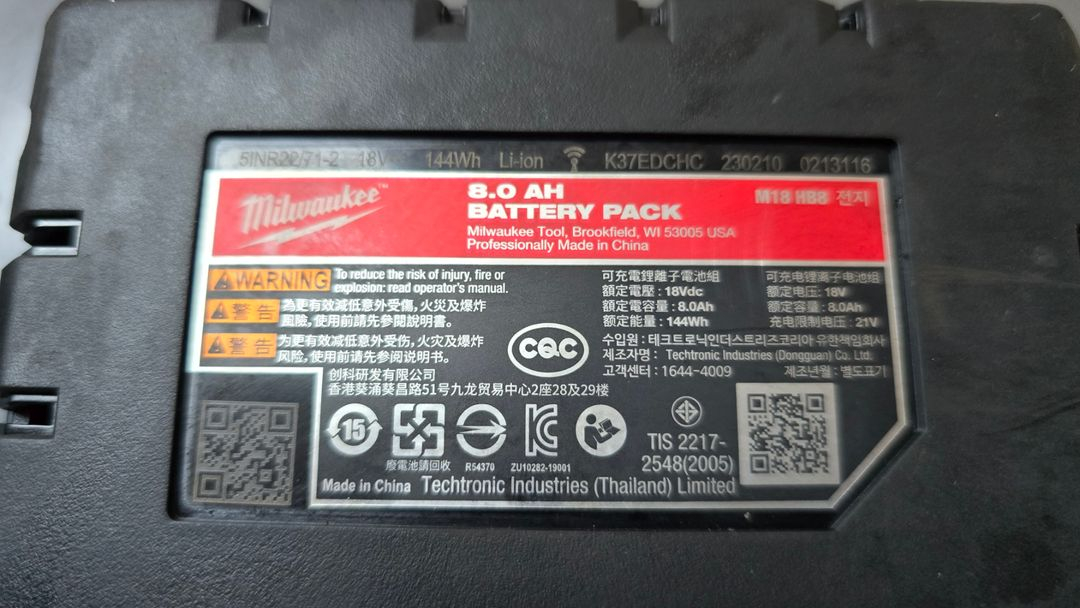 5INR22/71-2 18V 144Wh Li-ion K37EDCHC 230210 0213116
Milwaukee™
8.0 AH
BATTERY PACK
Milwaukee Tool, Brookfield, WI 53005 USA
Professionally Made in China
M18 HB8 전지
WARNING To reduce the risk of injury, fire or
explosion: read operator's manual.
警告 為更有效減低意外受傷，火災及爆炸
風險，使用前請先參閱說明書。
警告 为更有效减低意外受伤，火灾及爆炸
风险，使用前请先参阅说明书。
创科研发有限公司
香港葵涌葵昌路51号九龙贸易中心2座28及29楼
CQC
可充電鋰離子電池組
額定電壓：18Vdc
額定電容量：8.0Ah
額定能量：144Wh
可充电锂离子电池组
额定电压：18V
额定容量：8.0Ah
充电限制电压：21V
수입원 : 테크트로닉인더스트리즈코리아 유한책임회사
제조자명 : Techtronic Industries (Dongguan) Co. Ltd.
고객센터 : 1644-4009 제조년월 : 별도표기
15
廢電池請回收
R54370
ZU10282-19001
TIS 2217-
2548(2005)
Made in China Techtronic Industries (Thailand) Limited